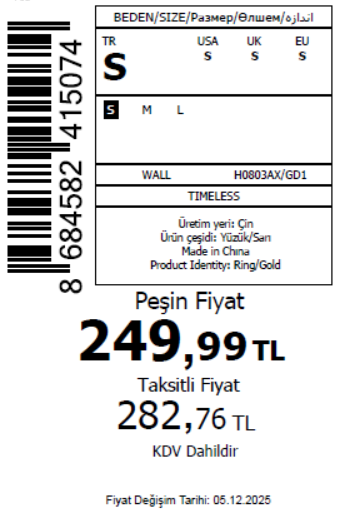 BEDEN/SIZE/Размер/Өлшем/اندازه
TR USA UK EU
S S S S
S M L
WALL H0803AX/GD1
TIMELESS
Üretim yeri: Çin
Ürün çeşidi: Yüzük/Sarı
Made in China
Product Identity: Ring/Gold
8 684582 415074
Peşin Fiyat
249,99 TL
Taksitli Fiyat
282,76 TL
KDV Dahildir
Fiyat Değişim Tarihi: 05.12.2025